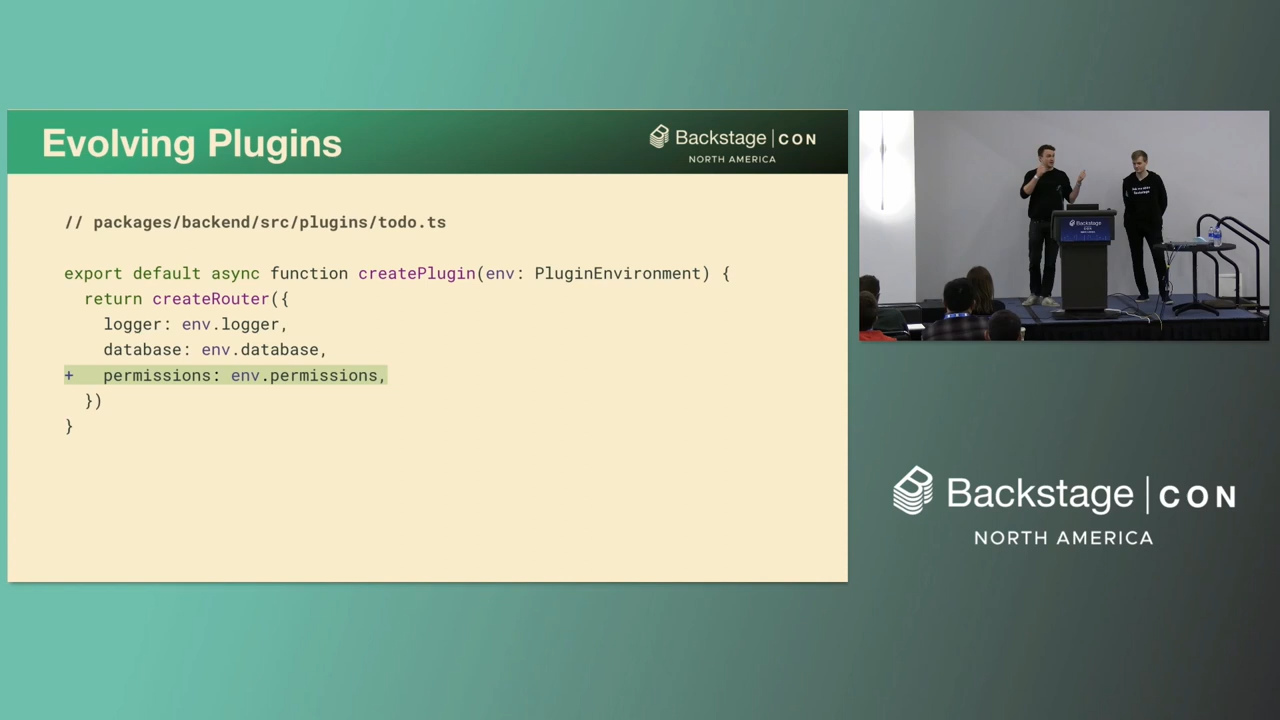 Evolving Plugins
Backstage | CON
NORTH AMERICA
// packages/backend/src/plugins/todo.ts
export default async function createPlugin(env: PluginEnvironment) {
  return createRouter({
    logger: env.logger,
    database: env.database,
+   permissions: env.permissions,
  })
}
Backstage
Backstage | CON
NORTH AMERICA